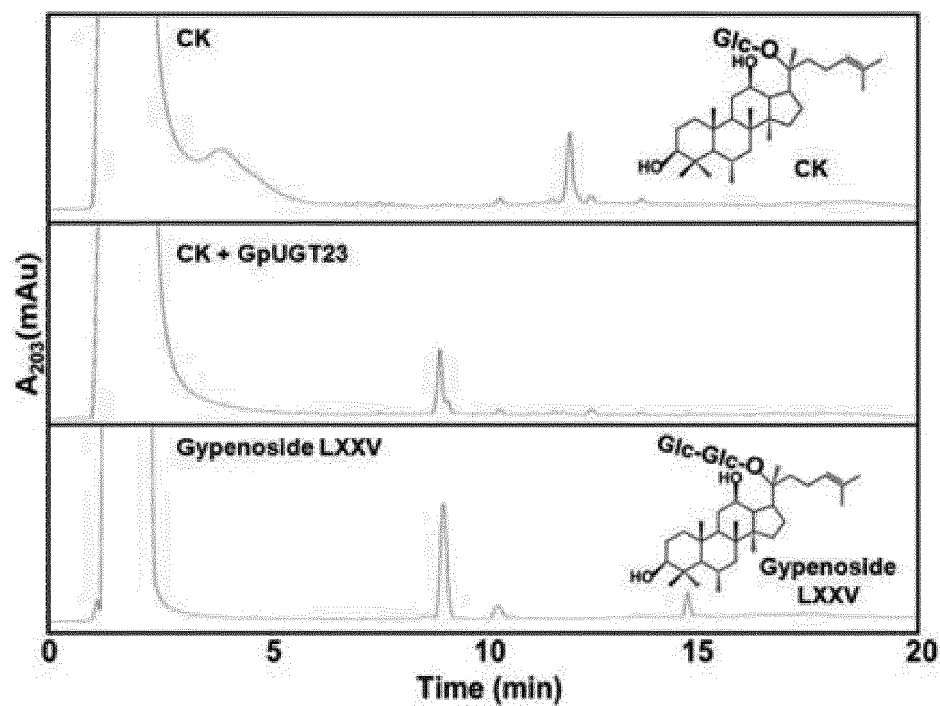 CK
Glc-O
HO
HO
CK
CK + GpUGT23
A203(mAu)
Gypenoside LXXV
Glc-Glc-O
HO
HO
Gypenoside
LXXV
0 5 10 15 20
Time (min)